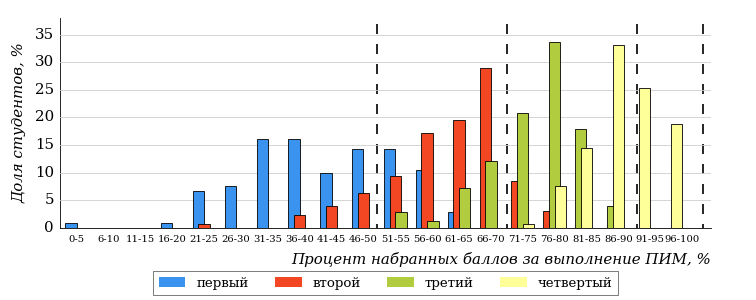 Доля студентов, %
35
30
25
20
15
10
5
0
0-5 6-10 11-15 16-20 21-25 26-30 31-35 36-40 41-45 46-50 51-55 56-60 61-65 66-70 71-75 76-80 81-85 86-90 91-95 96-100
Процент набранных баллов за выполнение ПИМ, %
первый второй третий четвертый